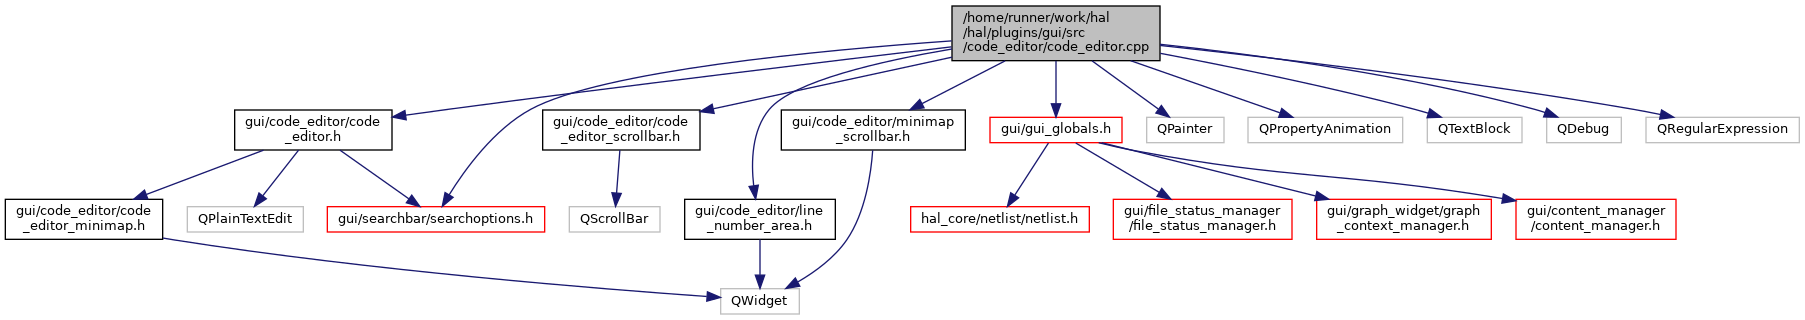 /home/runner/work/hal
/hal/plugins/gui/src
/code_editor/code_editor.cpp
gui/code_editor/code
_editor.h
gui/code_editor/code
_editor_scrollbar.h
gui/code_editor/minimap
_scrollbar.h
gui/gui_globals.h
QPainter
QPropertyAnimation
QTextBlock
QDebug
QRegularExpression
gui/code_editor/code
_editor_minimap.h
QPlainTextEdit
gui/searchbar/searchoptions.h
QScrollBar
gui/code_editor/line
_number_area.h
hal_core/netlist/netlist.h
gui/file_status_manager
/file_status_manager.h
gui/graph_widget/graph
_context_manager.h
gui/content_manager
/content_manager.h
QWidget